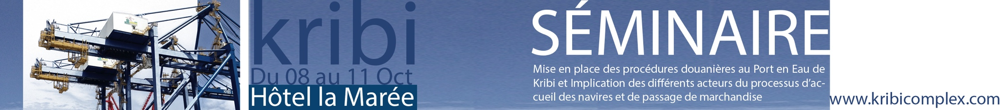 kribi
Du 08 au 11 Oct
Hôtel la Marée
SÉMINAIRE
Mise en place des procédures douanières au Port en Eau de
Kribi et Implication des différents acteurs du processus d'ac-
cueil des navires et de passage de marchandise
www.kribicomplex.com
KRIBI